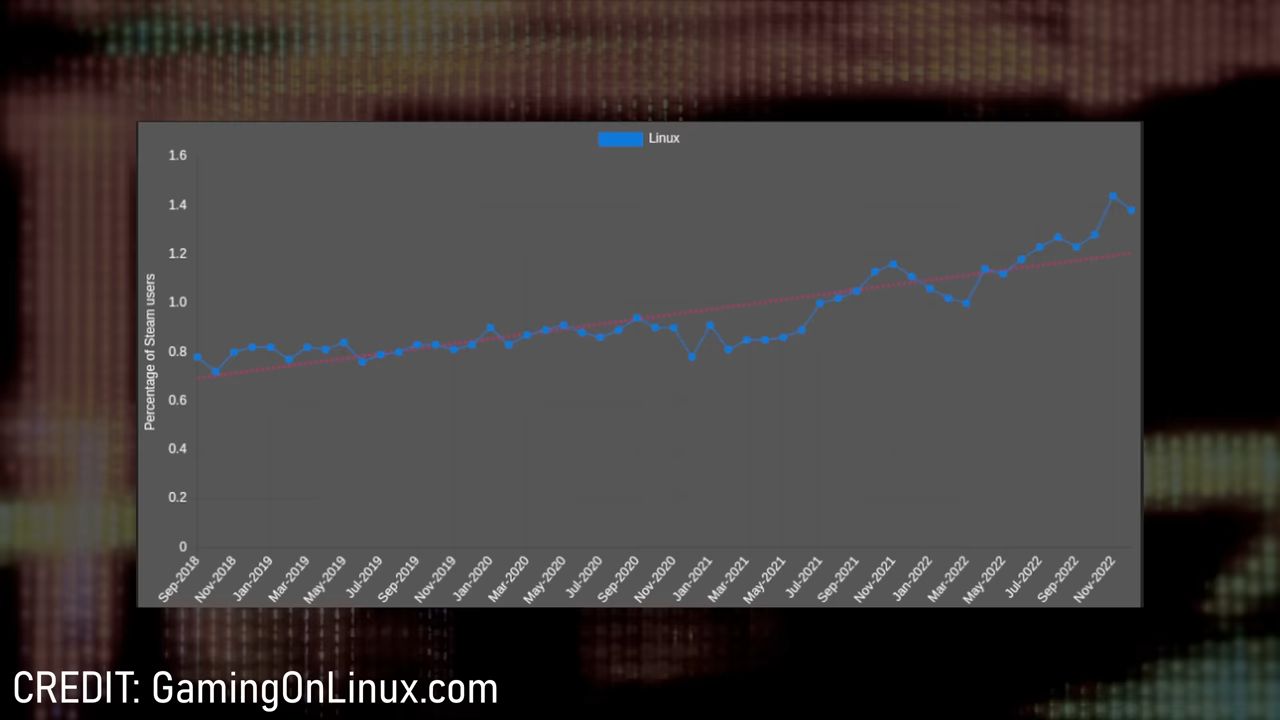 Linux
Percentage of Steam users
1.6
1.4
1.2
1.0
0.8
0.6
0.4
0.2
0
Sep-2018
Nov-2018
Jan-2019
Mar-2019
May-2019
Jul-2019
Sep-2019
Nov-2019
Jan-2020
Mar-2020
May-2020
Jul-2020
Sep-2020
Nov-2020
Jan-2021
Mar-2021
May-2021
Jul-2021
Sep-2021
Nov-2021
Jan-2022
Mar-2022
May-2022
Jul-2022
Sep-2022
Nov-2022
CREDIT: GamingOnLinux.com